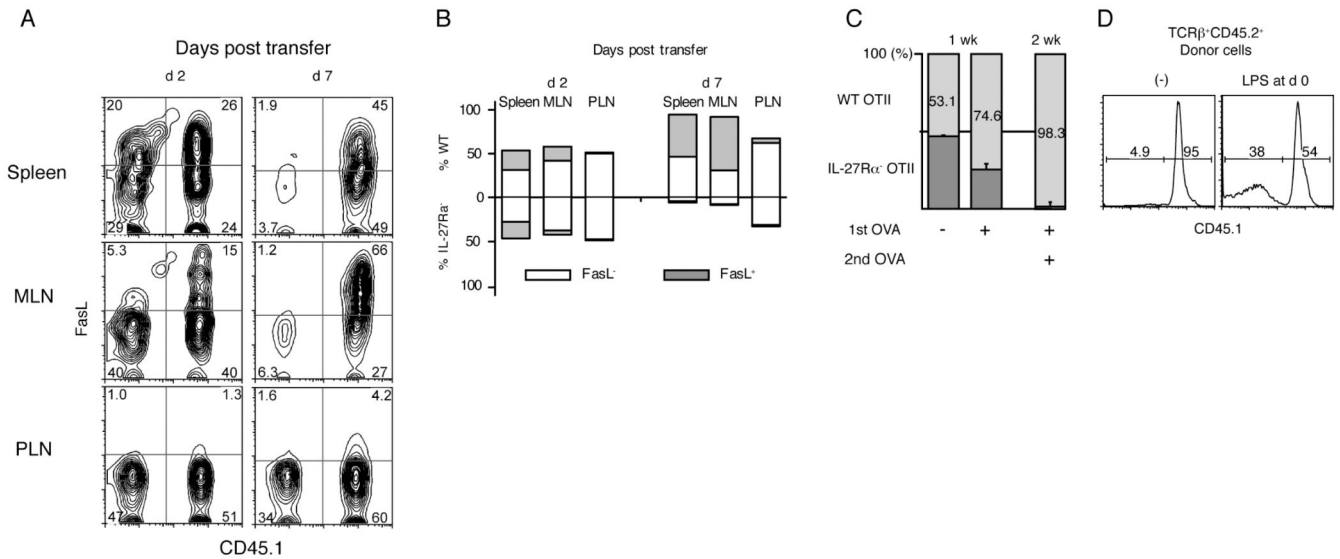 A
Days post transfer
d 2 d 7
Spleen
20 26
29 24
1.9 45
3.7 49
MLN
5.3 15
40 40
1.2 66
6.3 27
PLN
1.0 1.3
47 51
1.6 4.2
34 60
FasL
CD45.1
B
Days post transfer
d 2 d 7
Spleen MLN PLN Spleen MLN PLN
% WT
% IL-27Ra-
100
50
0
50
100
FasL- FasL+
C
1 wk 2 wk
100 (%)
WT OTII
53.1 74.6 98.3
IL-27Rα- OTII
1st OVA - + +
2nd OVA +
D
TCRβ+CD45.2+
Donor cells
(-) LPS at d 0
4.9 95 38 54
CD45.1